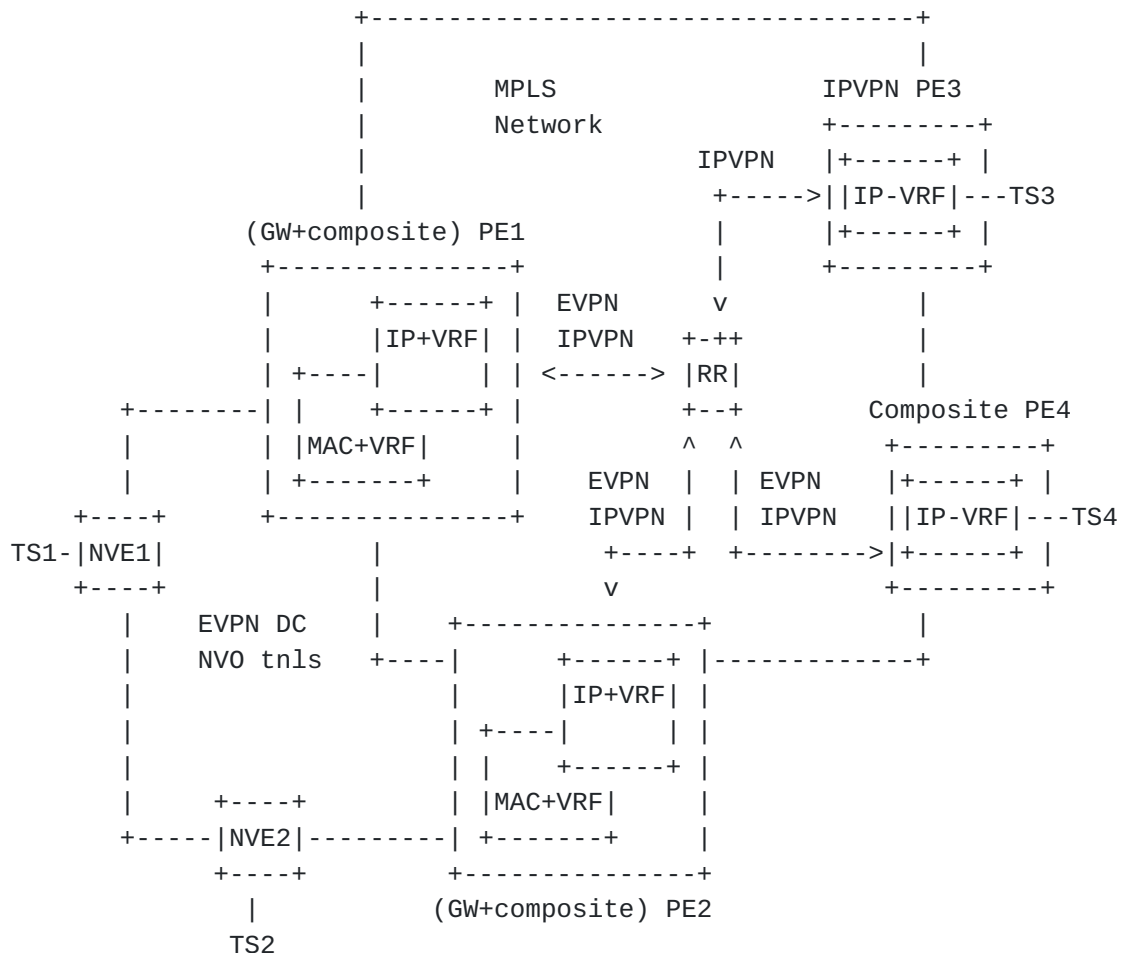 MPLS IPVPN PE3
Network
IPVPN
IP-VRF ---TS3
(GW+composite) PE1
EVPN
IP+VRF IPVPN
RR
Composite PE4
MAC+VRF
EVPN EVPN
IPVPN IPVPN IP-VRF ---TS4
TS1- NVE1
EVPN DC
NVO tnls
IP+VRF
MAC+VRF
NVE2
(GW+composite) PE2
TS2